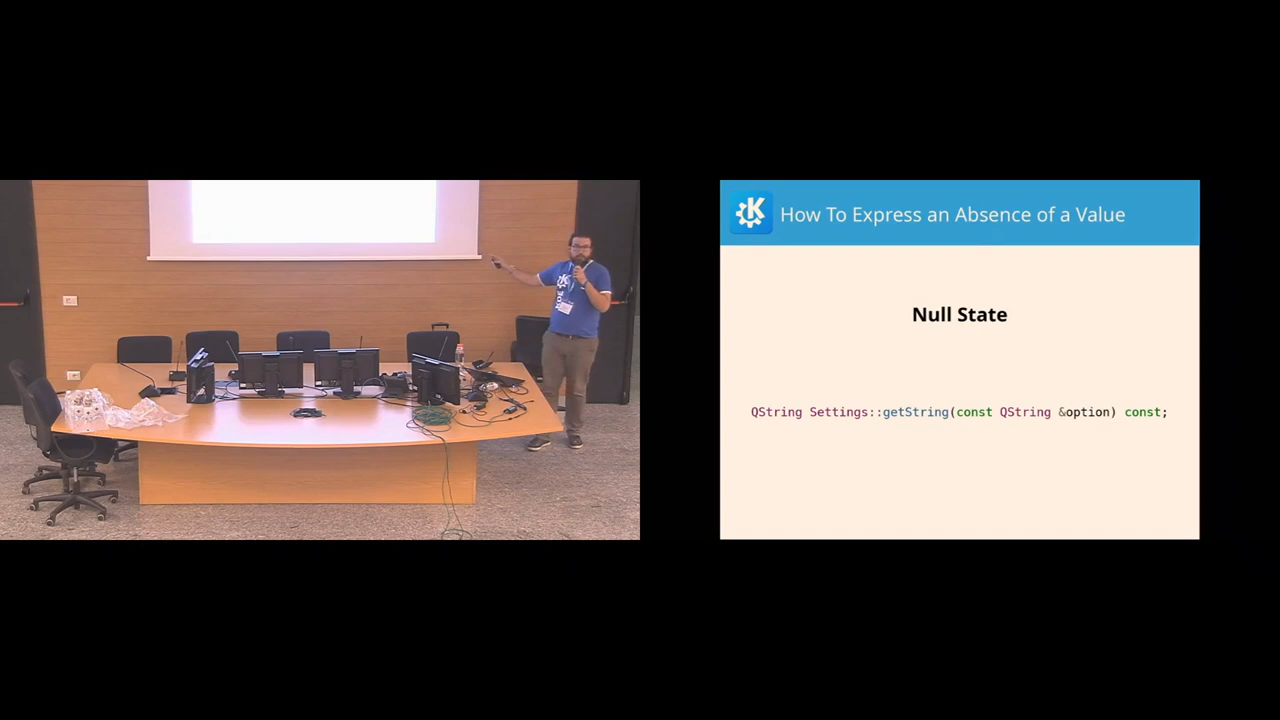 How To Express an Absence of a Value
Null State
QString Settings::getString(const QString &option) const;